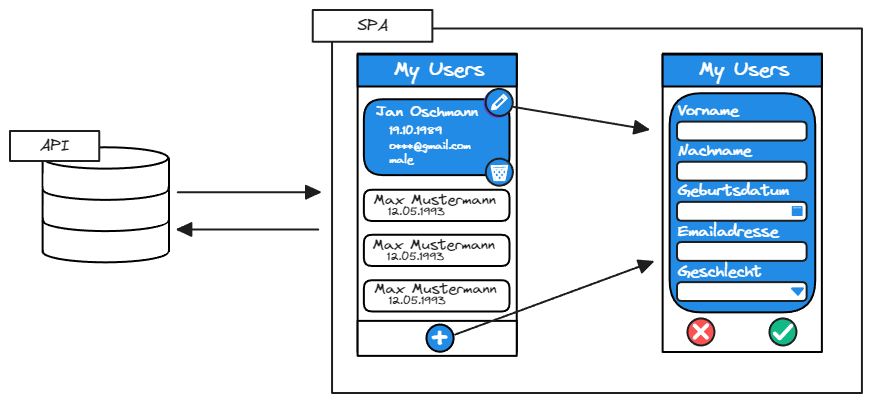 SPA
API
My Users
Jan Oschmann
19.10.1989
o***@gmail.com
male
Max Mustermann
12.05.1993
Max Mustermann
12.05.1993
Max Mustermann
12.05.1993
My Users
Vorname
Nachname
Geburtsdatum
Emailadresse
Geschlecht